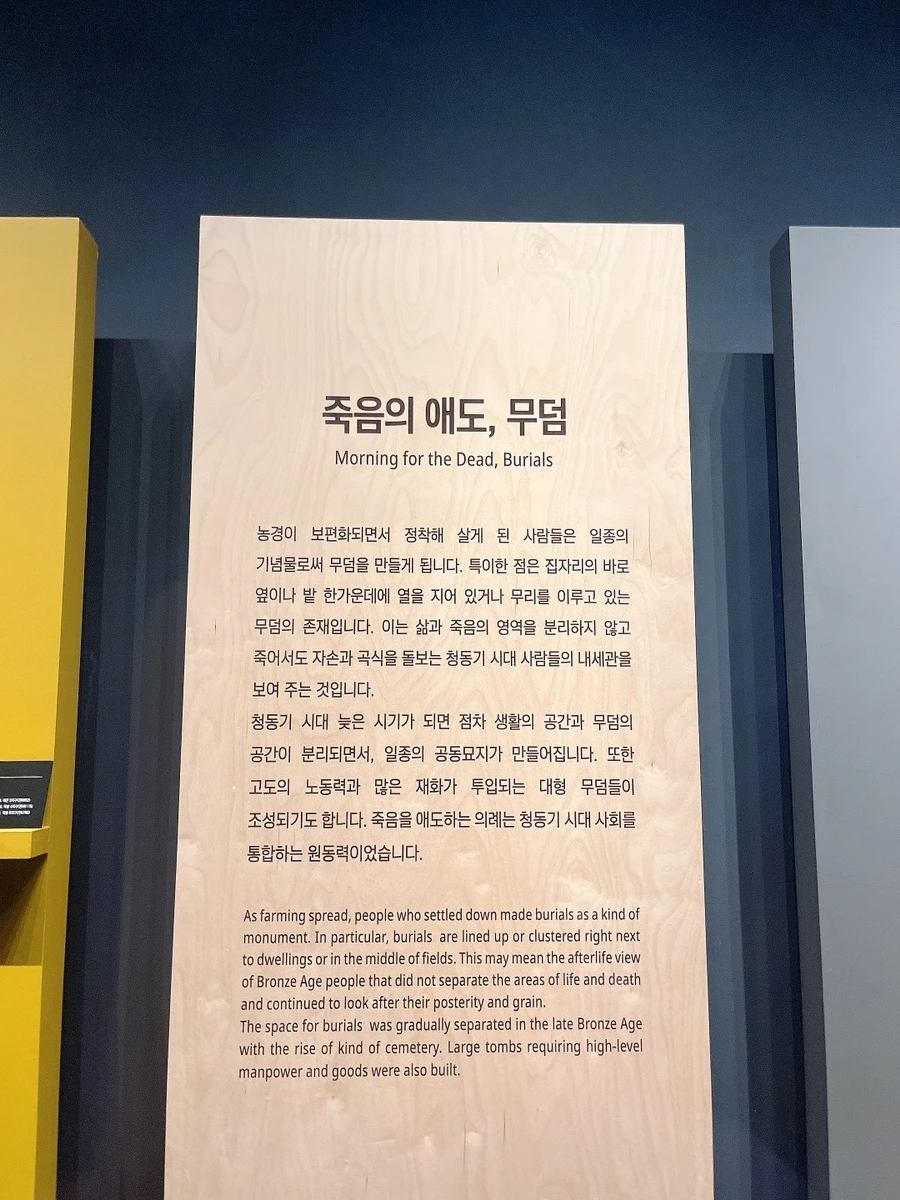 죽음의 애도, 무덤
Morning for the Dead, Burials
농경이 보편화되면서 정착해 살게 된 사람들은 일종의
기념물로써 무덤을 만들게 됩니다. 특이한 점은 집자리의 바로
옆이나 밭 한가운데에 열을 지어 있거나 무리를 이루고 있는
무덤의 존재입니다. 이는 삶과 죽음의 영역을 분리하지 않고
죽어서도 자손과 곡식을 돌보는 청동기 시대 사람들의 내세관을
보여 주는 것입니다.
청동기 시대 늦은 시기가 되면 점차 생활의 공간과 무덤의
공간이 분리되면서, 일종의 공동묘지가 만들어집니다. 또한
고도의 노동력과 많은 재화가 투입되는 대형 무덤들이
조성되기도 합니다. 죽음을 애도하는 의례는 청동기 시대 사회를
통합하는 원동력이었습니다.
As farming spread, people who settled down made burials as a kind of
monument. In particular, burials are lined up or clustered right next
to dwellings or in the middle of fields. This may mean the afterlife view
of Bronze Age people that did not separate the areas of life and death
and continued to look after their posterity and grain.
The space for burials was gradually separated in the late Bronze Age
with the rise of kind of cemetery. Large tombs requiring high-level
manpower and goods were also built.